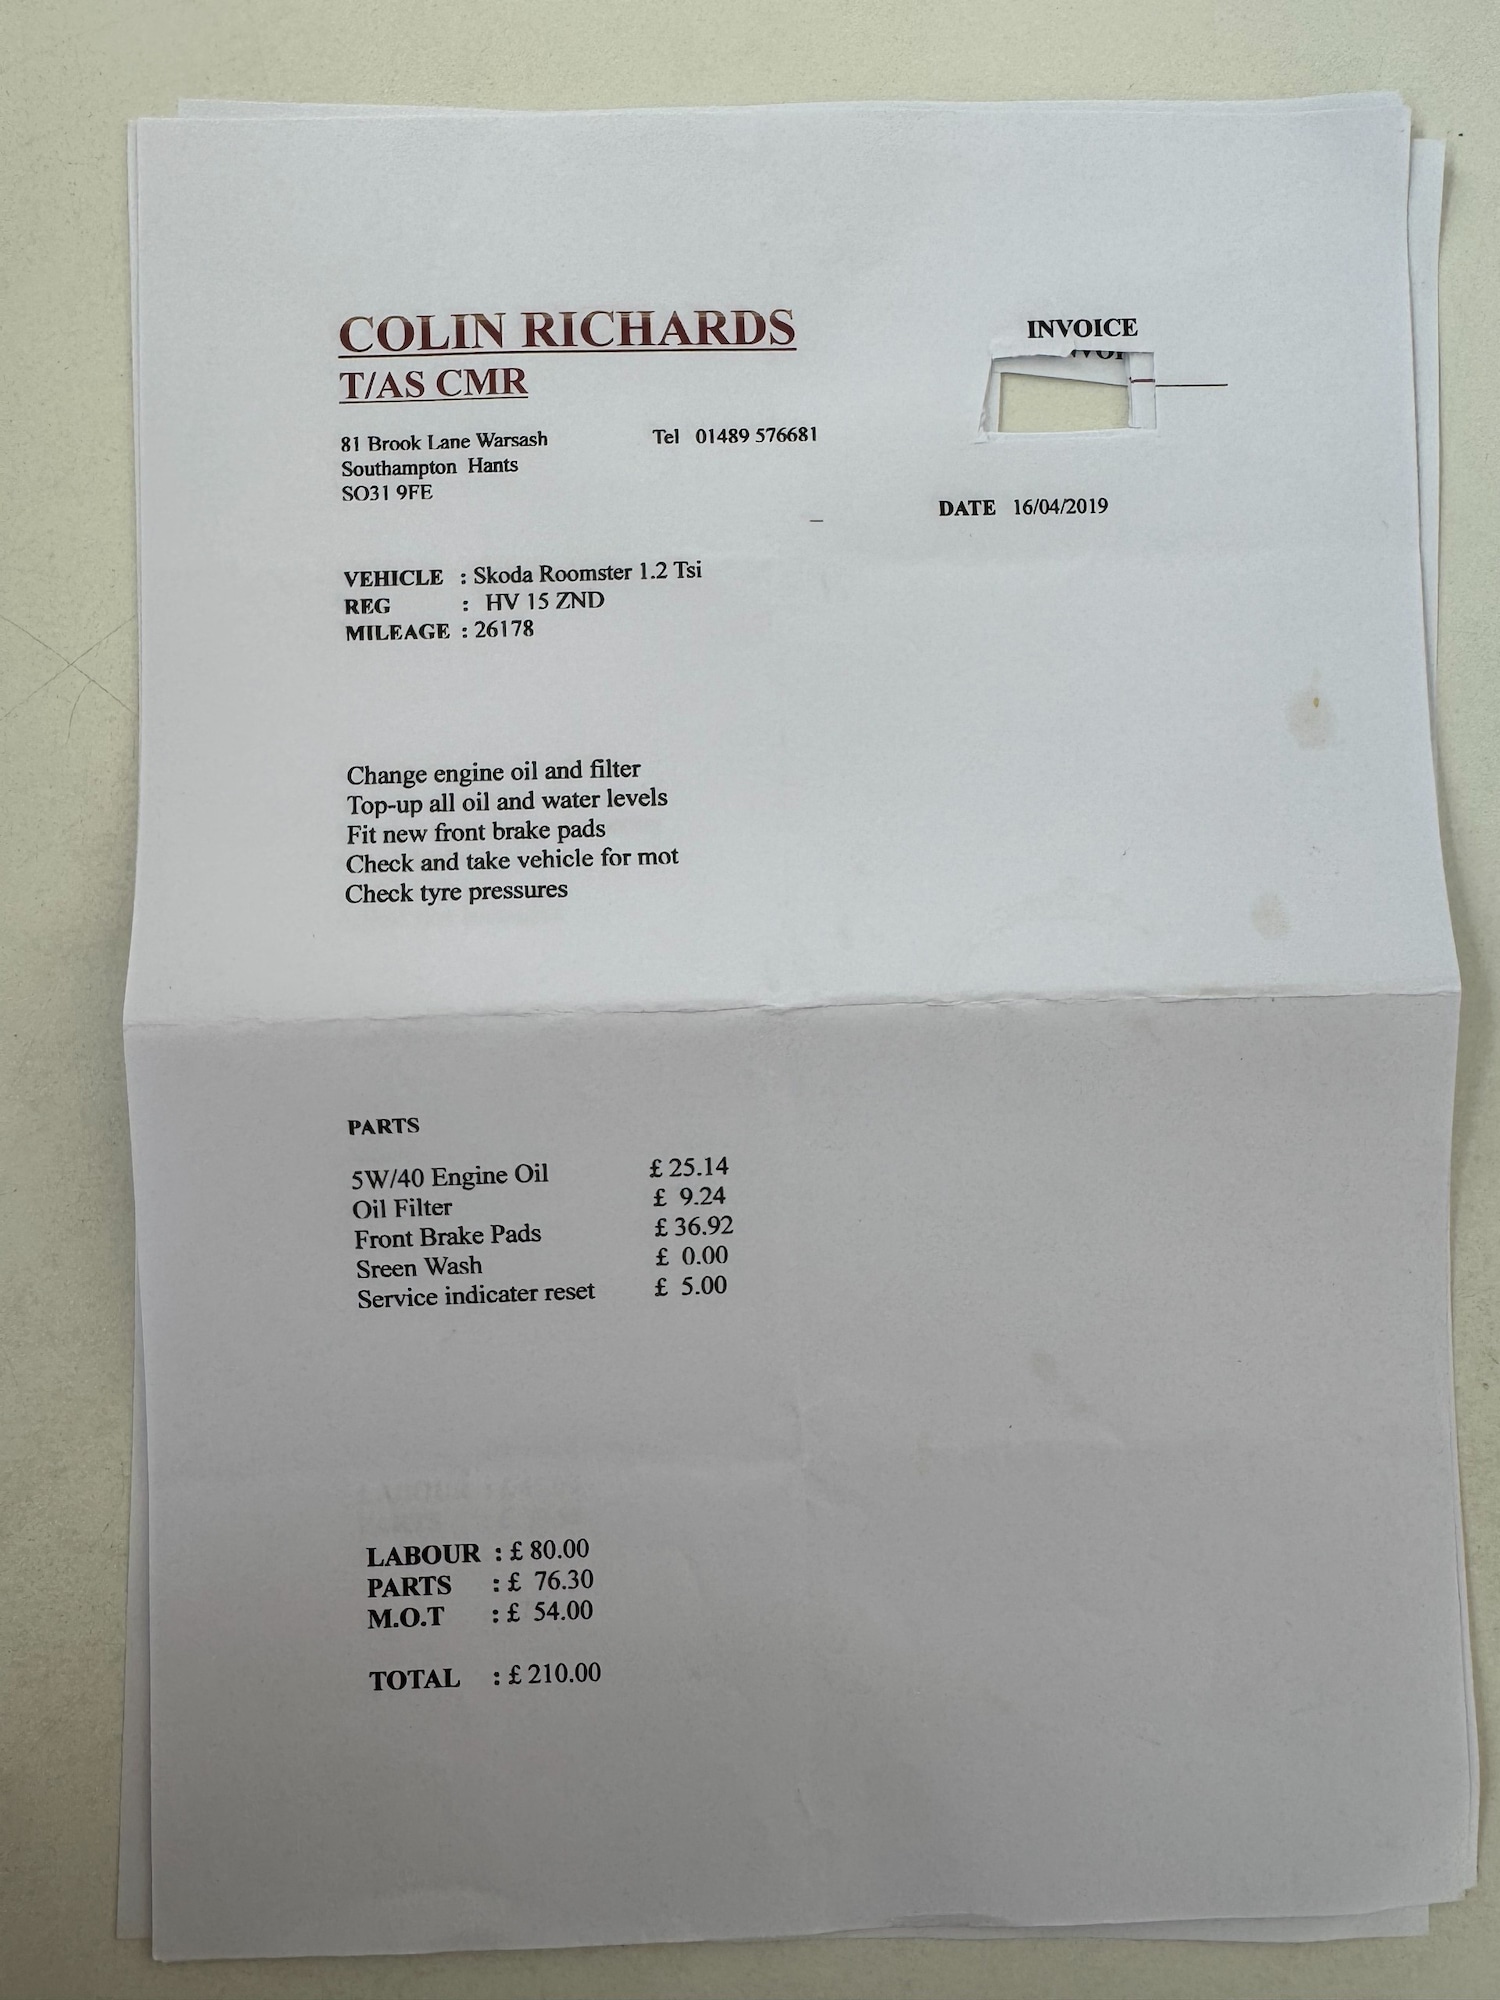 COLIN RICHARDS
T/AS CMR
INVOICE
81 Brook Lane Warsash
Tel 01489 576681
Southampton Hants
SO31 9FE
DATE 16/04/2019
VEHICLE : Skoda Roomster 1.2 Tsi
REG : HV 15 ZND
MILEAGE : 26178
Change engine oil and filter
Top-up all oil and water levels
Fit new front brake pads
Check and take vehicle for mot
Check tyre pressures
PARTS
5W/40 Engine Oil £ 25.14
Oil Filter £ 9.24
Front Brake Pads £ 36.92
Sreen Wash £ 0.00
Service indicater reset £ 5.00
LABOUR : £ 80.00
PARTS : £ 76.30
M.O.T : £ 54.00
TOTAL : £ 210.00